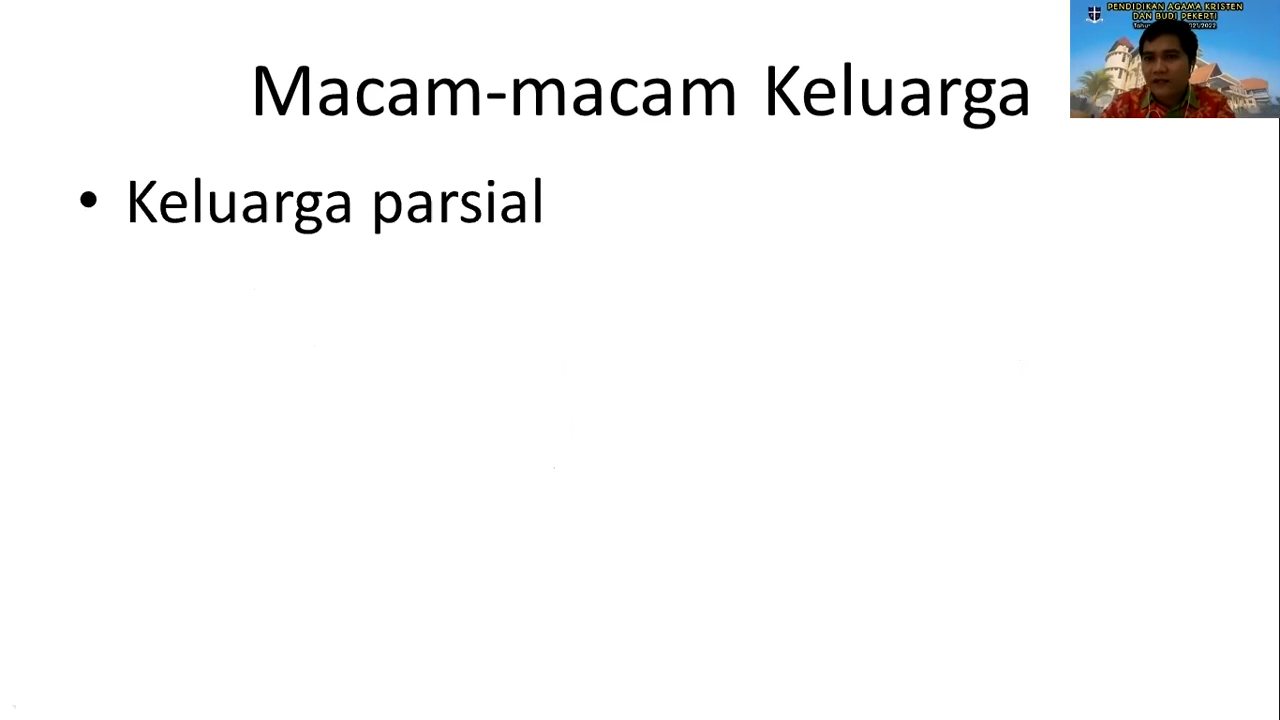 Macam-macam Keluarga
• Keluarga parsial
PENDIDIKAN AGAMA KRISTEN
DAN BUDI PEKERTI